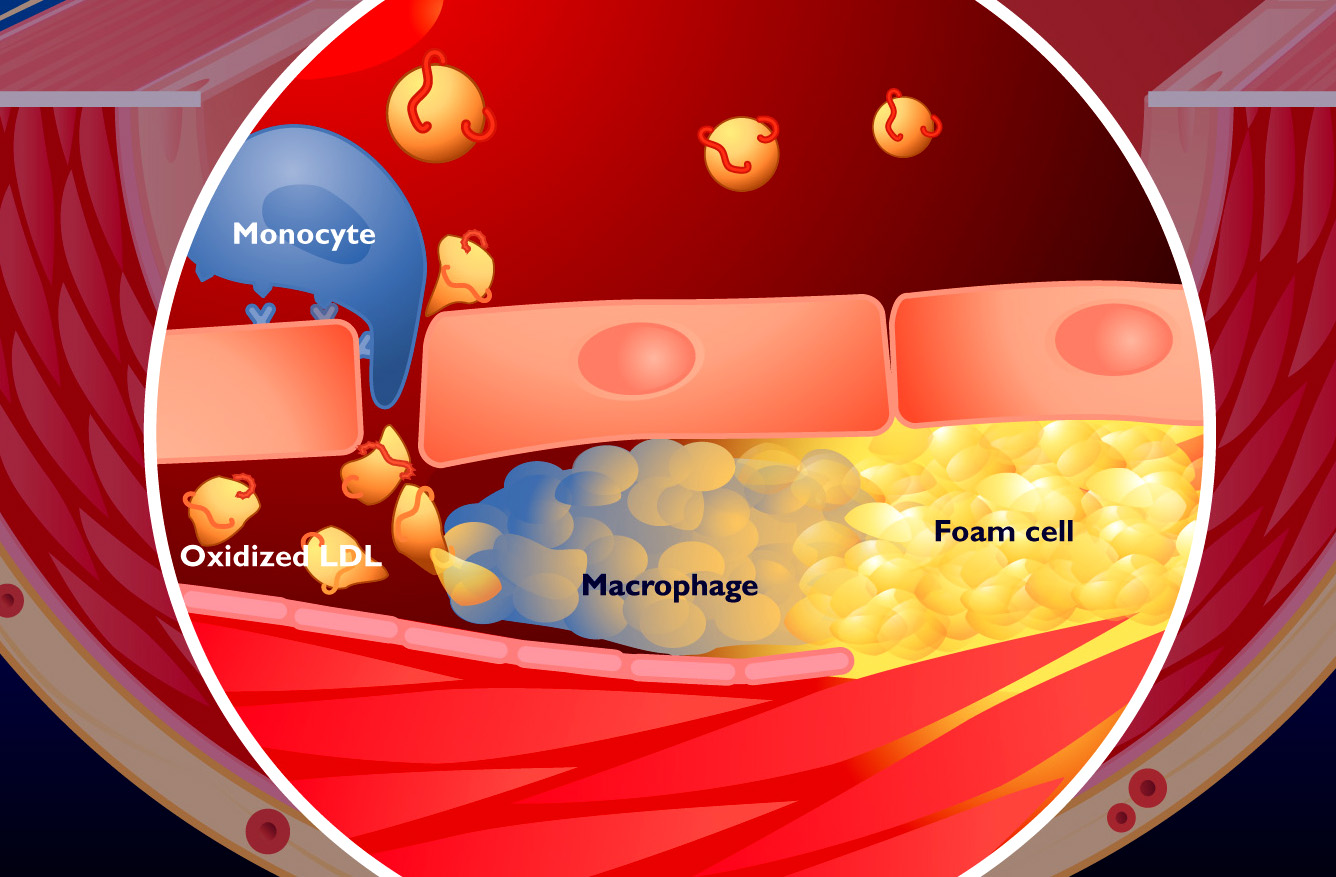 Monocyte
Foam cell
Oxidized LDL
Macrophage